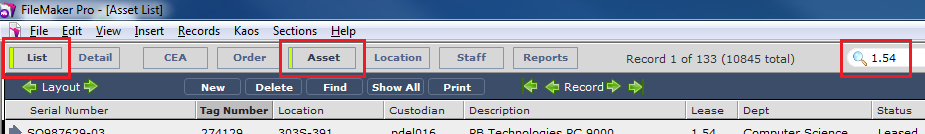 FileMaker Pro - [Asset List]
File Edit View Insert Records Kaos Sections Help
List Detail CEA Order Asset Location Staff Reports Record 1 of 133 (10845 total) 1.54
Layout New Delete Find Show All Print Record
Serial Number Tag Number Location Custodian Description Lease Dept Status
SQ987629-03 274129 303S-391 ndel016 PB Technologies PC 9000 1.54 Computer Science Leased